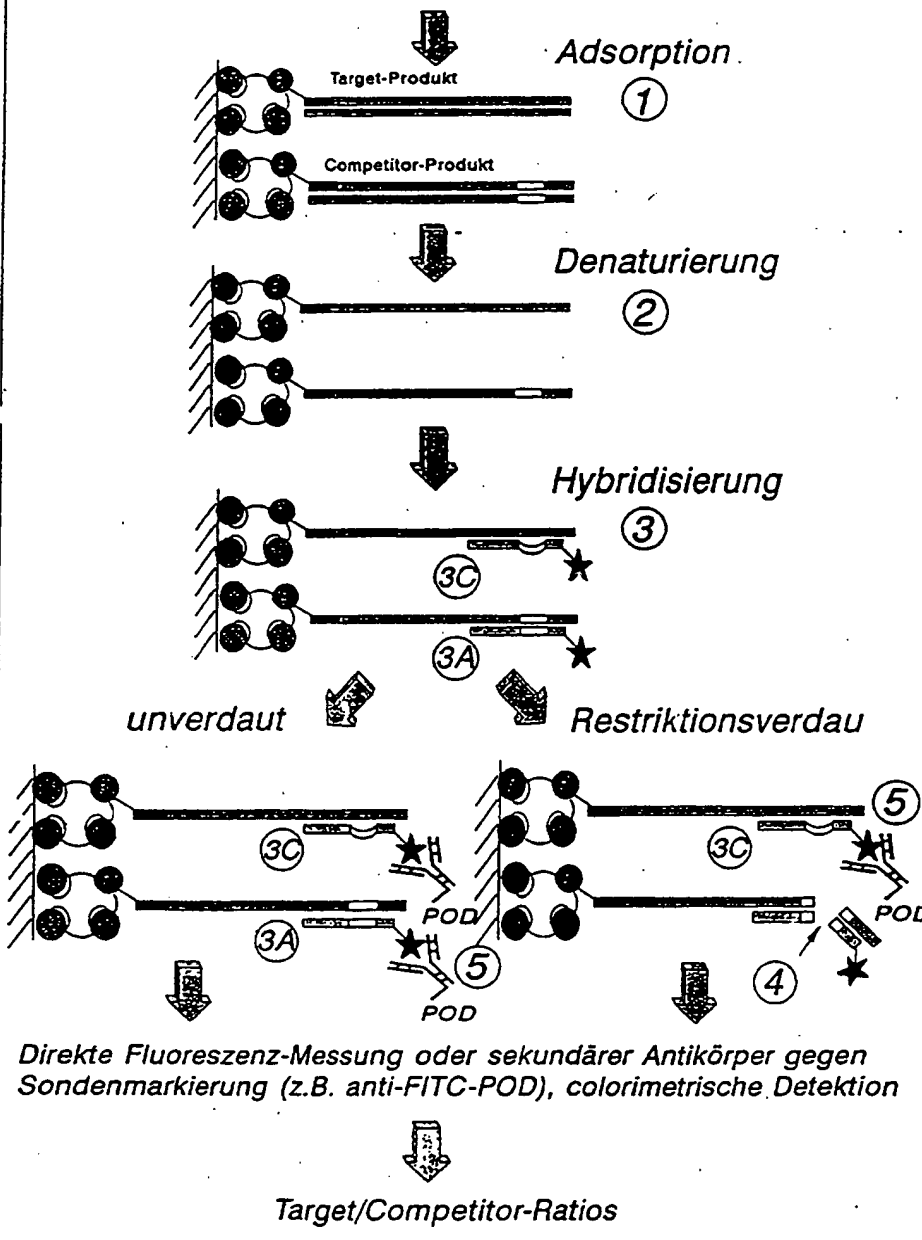 Adsorption
1
Target-Produkt
Competitor-Produkt
Denaturierung
2
Hybridisierung
3
3C
3A
unverdaut
Restriktionsverdau
3C
POD
3A
5
POD
5
3C
POD
4
Direkte Fluoreszenz-Messung oder sekundärer Antikörper gegen
Sondenmarkierung (z.B. anti-FITC-POD), colorimetrische Detektion
Target/Competitor-Ratios